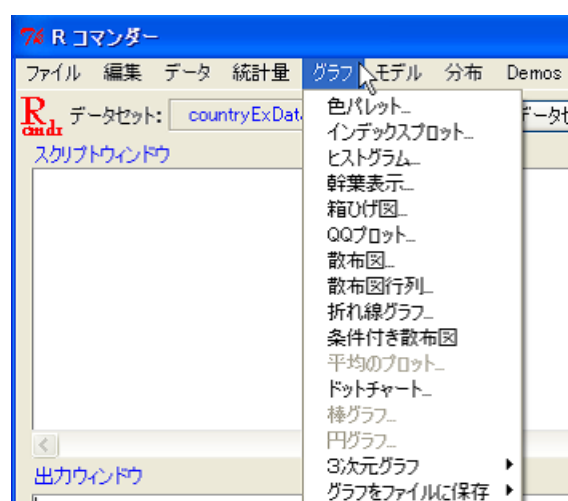 R コマンダー
ファイル 編集 データ 統計量 グラフ モデル 分布 Demos
R cmdr データセット: countryExData
スクリプトウィンドウ
色パレット...
インデックスプロット...
ヒストグラム...
幹葉表示...
箱ひげ図...
QQプロット...
散布図...
散布図行列...
折れ線グラフ...
条件付き散布図
平均のプロット...
ドットチャート...
棒グラフ...
円グラフ...
3次元グラフ
グラフをファイルに保存
出力ウィンドウ